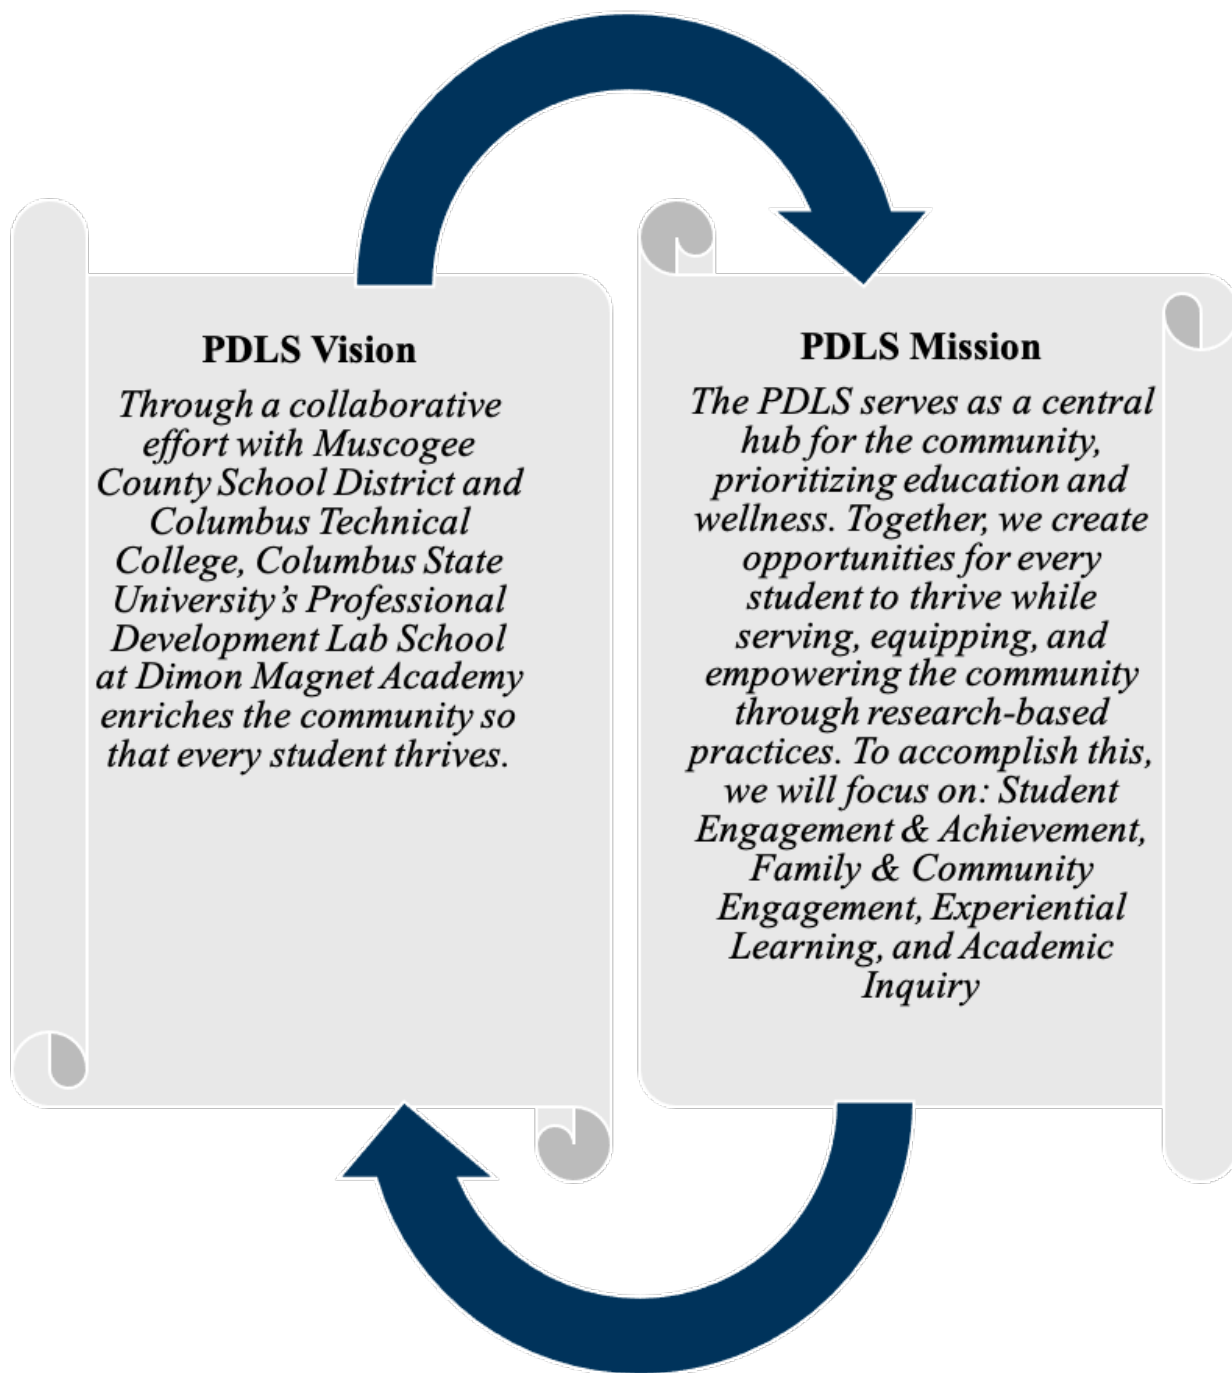 PDLS Vision
Through a collaborative
effort with Muscogee
County School District and
Columbus Technical
College, Columbus State
University’s Professional
Development Lab School
at Dimon Magnet Academy
enriches the community so
that every student thrives.
PDLS Mission
The PDLS serves as a central
hub for the community,
prioritizing education and
wellness. Together, we create
opportunities for every
student to thrive while
serving, equipping, and
empowering the community
through research-based
practices. To accomplish this,
we will focus on: Student
Engagement & Achievement,
Family & Community
Engagement, Experiential
Learning, and Academic
Inquiry